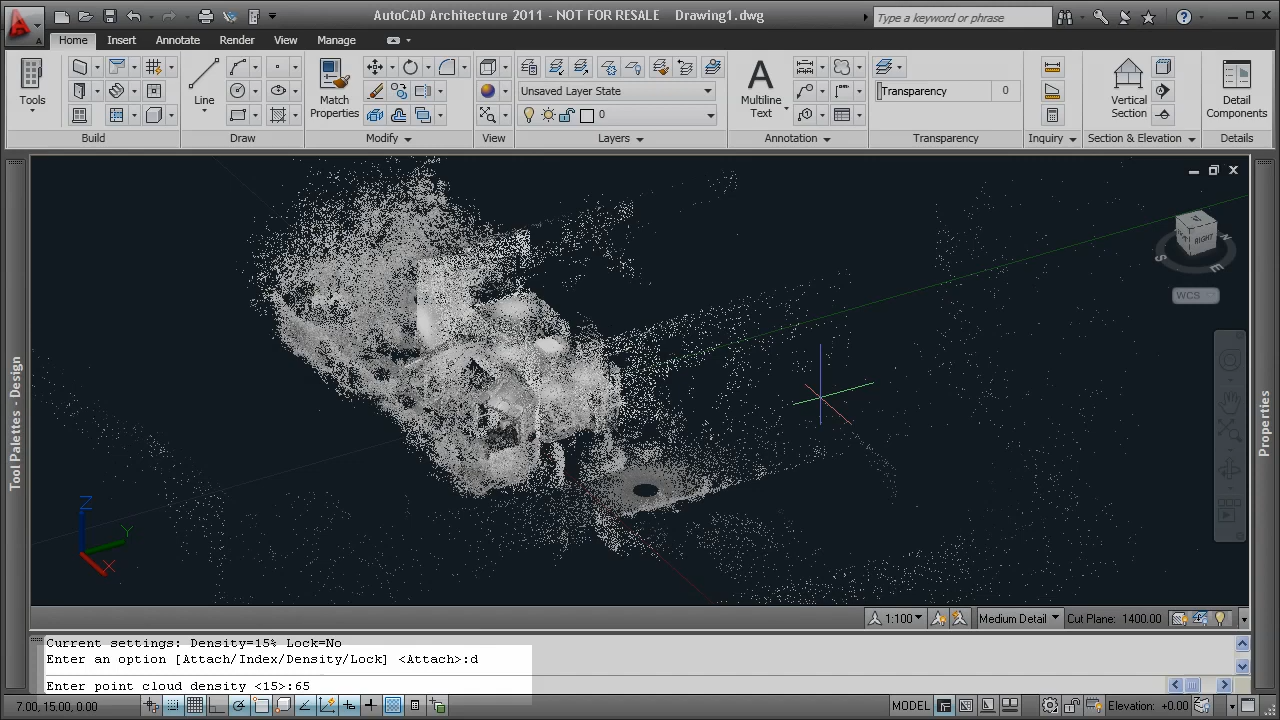 AutoCAD Architecture 2011 - NOT FOR RESALE Drawing1.dwg
Type a keyword or phrase
Home Insert Annotate Render View Manage
Tools
Line
Match Properties
Unsaved Layer State
0
Multiline Text
Transparency 0
Vertical Section
Detail Components
Build Draw Modify View Layers Annotation Transparency Inquiry Section & Elevation Details
Tool Palettes - Design
Properties
RIGHT
S
E
N
WCS
Z
Y
X
1:100 Medium Detail Cut Plane: 1400.00
Current settings: Density=15% Lock=No
Enter an option [Attach/Index/Density/Lock] <Attach>:d
Enter point cloud density <15>:65
7.00, 15.00, 0.00 MODEL Elevation: +0.00